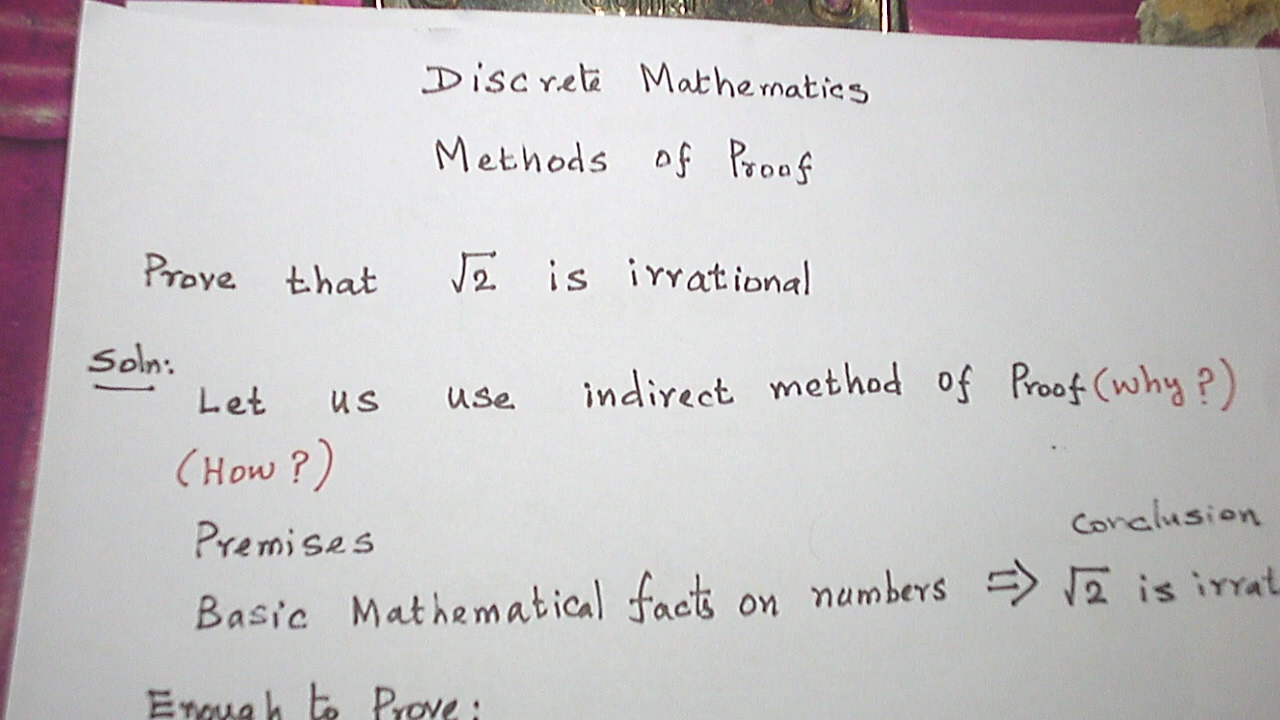 Discrete Mathematics
Methods of Proof
Prove that √2 is irrational
Soln:
Let us use indirect method of Proof (why?)
(How?)
Premises
Conclusion
Basic Mathematical facts on numbers ⇒ √2 is irrat
Enough to Prove: